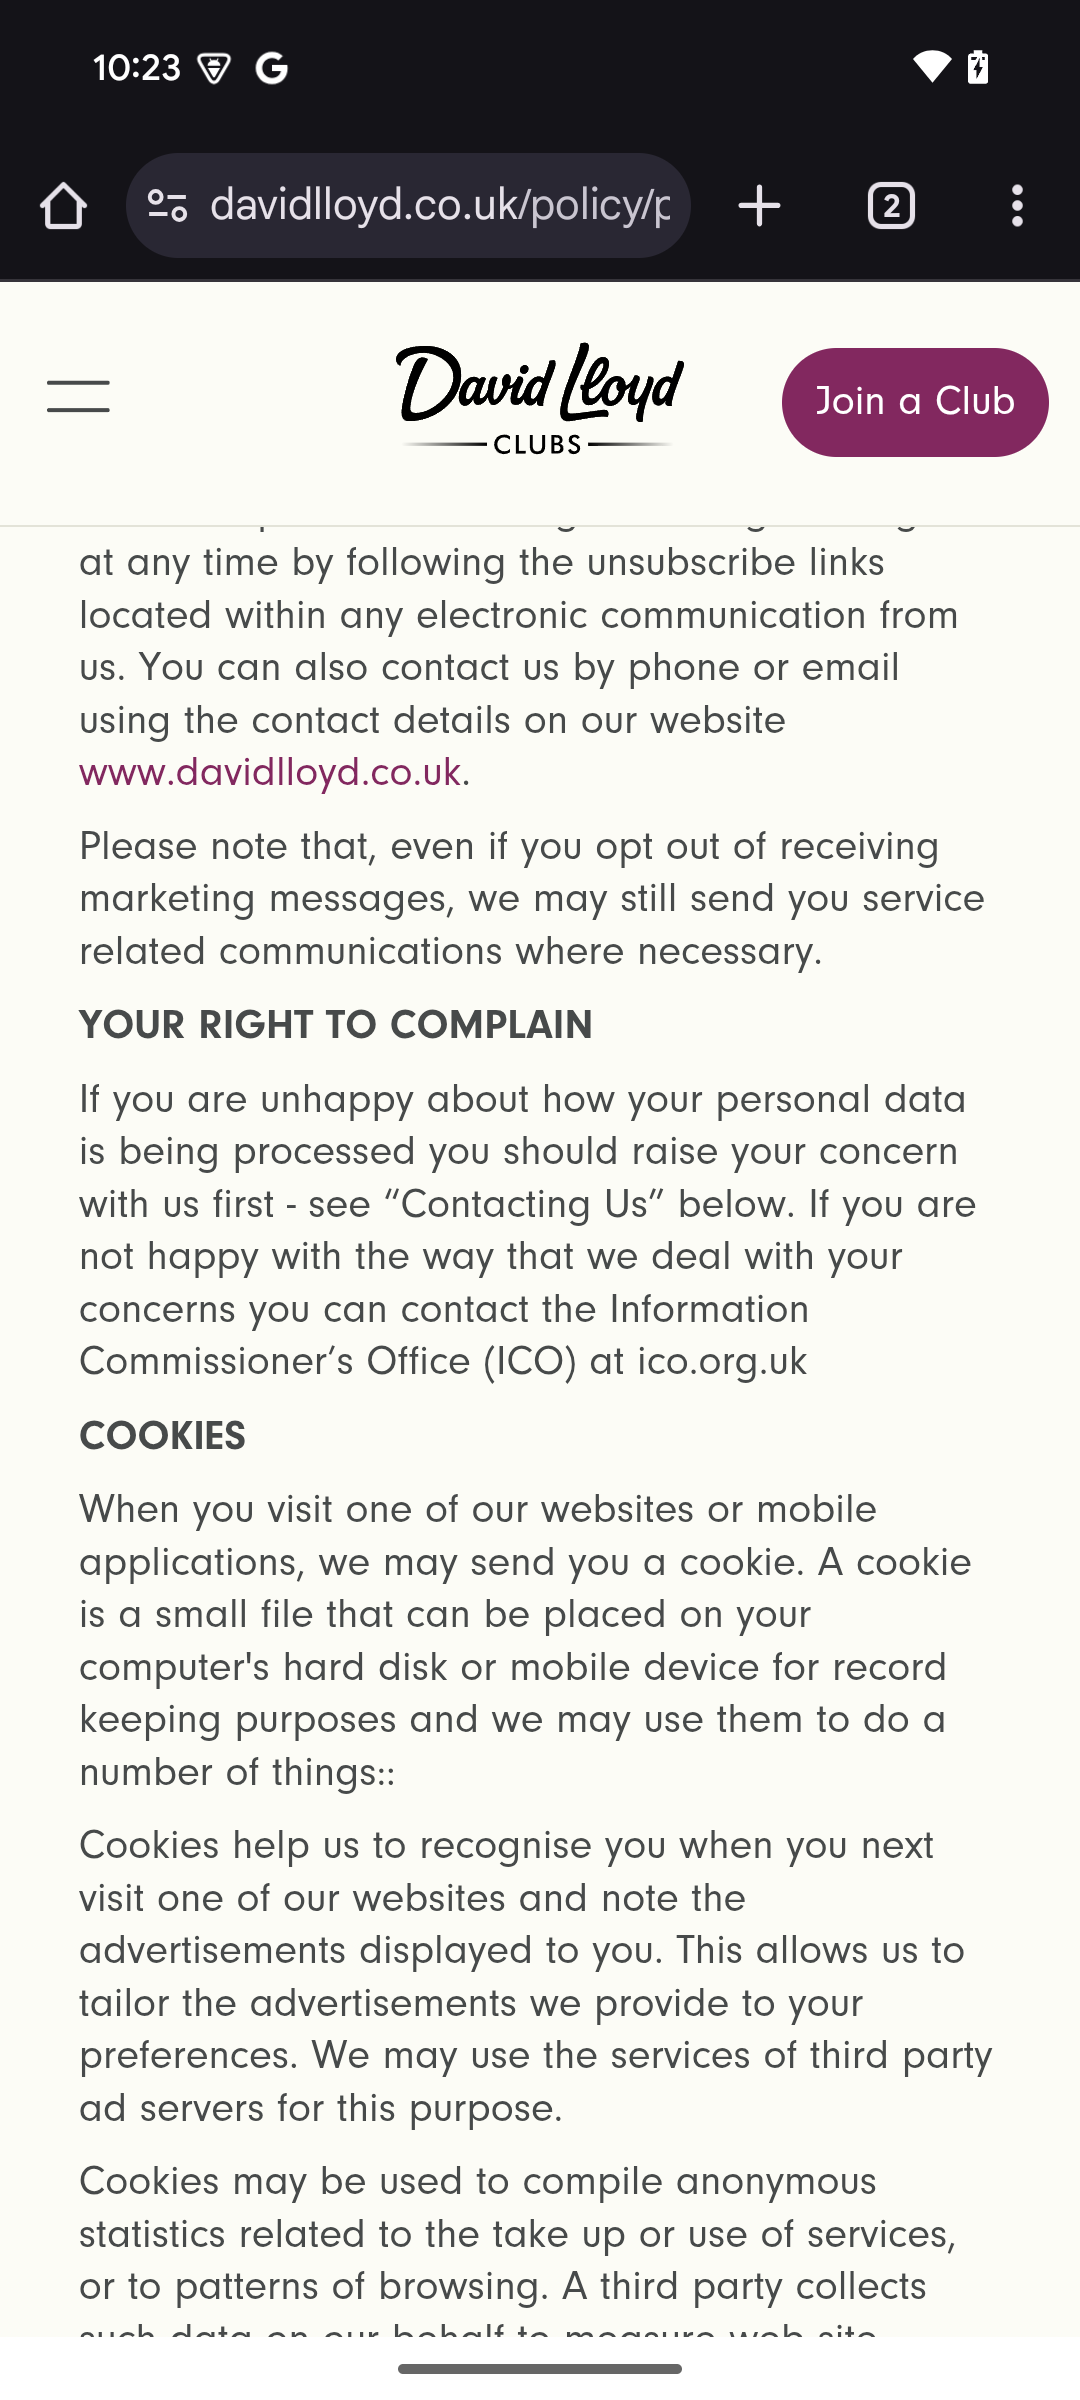 10:23
davidlloyd.co.uk/policy/p
2
David Lloyd
CLUBS
Join a Club
at any time by following the unsubscribe links
located within any electronic communication from
us. You can also contact us by phone or email
using the contact details on our website
www.davidlloyd.co.uk.
Please note that, even if you opt out of receiving
marketing messages, we may still send you service
related communications where necessary.
YOUR RIGHT TO COMPLAIN
If you are unhappy about how your personal data
is being processed you should raise your concern
with us first - see “Contacting Us” below. If you are
not happy with the way that we deal with your
concerns you can contact the Information
Commissioner’s Office (ICO) at ico.org.uk
COOKIES
When you visit one of our websites or mobile
applications, we may send you a cookie. A cookie
is a small file that can be placed on your
computer's hard disk or mobile device for record
keeping purposes and we may use them to do a
number of things::
Cookies help us to recognise you when you next
visit one of our websites and note the
advertisements displayed to you. This allows us to
tailor the advertisements we provide to your
preferences. We may use the services of third party
ad servers for this purpose.
Cookies may be used to compile anonymous
statistics related to the take up or use of services,
or to patterns of browsing. A third party collects
such data on our behalf to measure web site